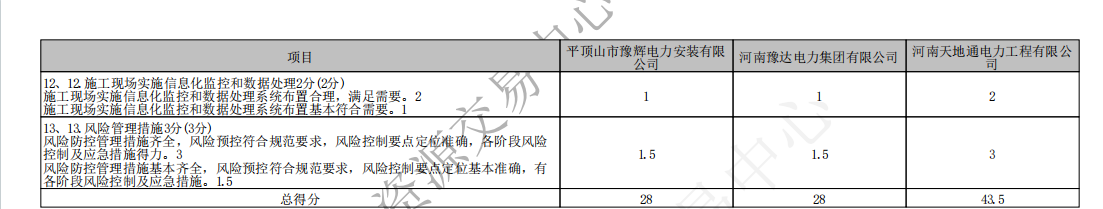 项目
平顶山市豫辉电力安装有限
公司
河南豫达电力集团有限公司
河南天地通电力工程有限公
司
12、12.施工现场实施信息化监控和数据处理2分(2分)
施工现场实施信息化监控和数据处理系统布置合理，满足需要。2
施工现场实施信息化监控和数据处理系统布置基本符合需要。1
1
1
2
13、13.风险管理措施3分(3分)
风险防控管理措施齐全，风险预控符合规范要求，风险控制要点定位准确，各阶段风险
控制及应急措施得力。3
风险防控管理措施基本齐全，风险预控符合规范要求，风险控制要点定位基本准确，有
各阶段风险控制及应急措施。1.5
1.5
1.5
3
总得分
28
28
43.5
资源交易中心
易中心